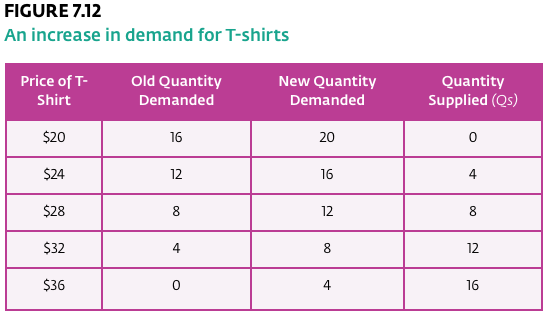 FIGURE 7.12
An increase in demand for T-shirts
Price of T-
Shirt
Old Quantity
Demanded
New Quantity
Demanded
Quantity
Supplied (Qs)
$20 16 20 0
$24 12 16 4
$28 8 12 8
$32 4 8 12
$36 0 4 16